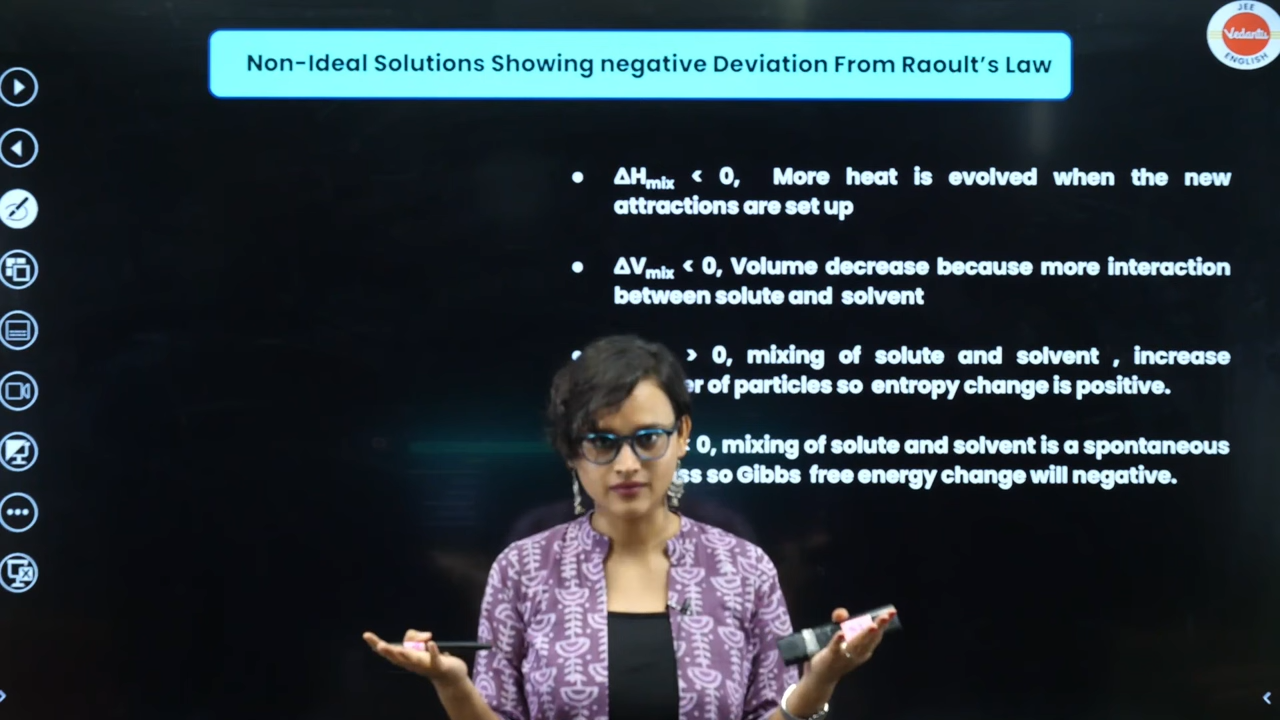 JEE
Vedantu
ENGLISH
Non-Ideal Solutions Showing negative Deviation From Raoult's Law
• ΔHmix < 0, More heat is evolved when the new
attractions are set up
• ΔVmix < 0, Volume decrease because more interaction
between solute and solvent
• > 0, mixing of solute and solvent , increase
of particles so entropy change is positive.
0, mixing of solute and solvent is a spontaneous
so Gibbs free energy change will negative.